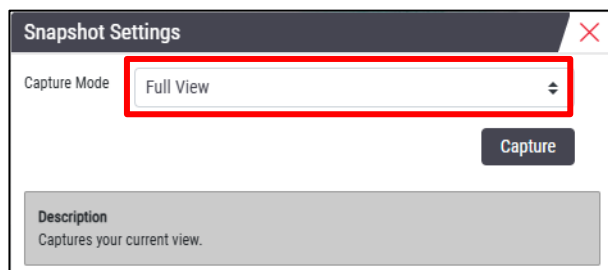 Snapshot Settings
Capture Mode
Full View
Capture
Description
Captures your current view.